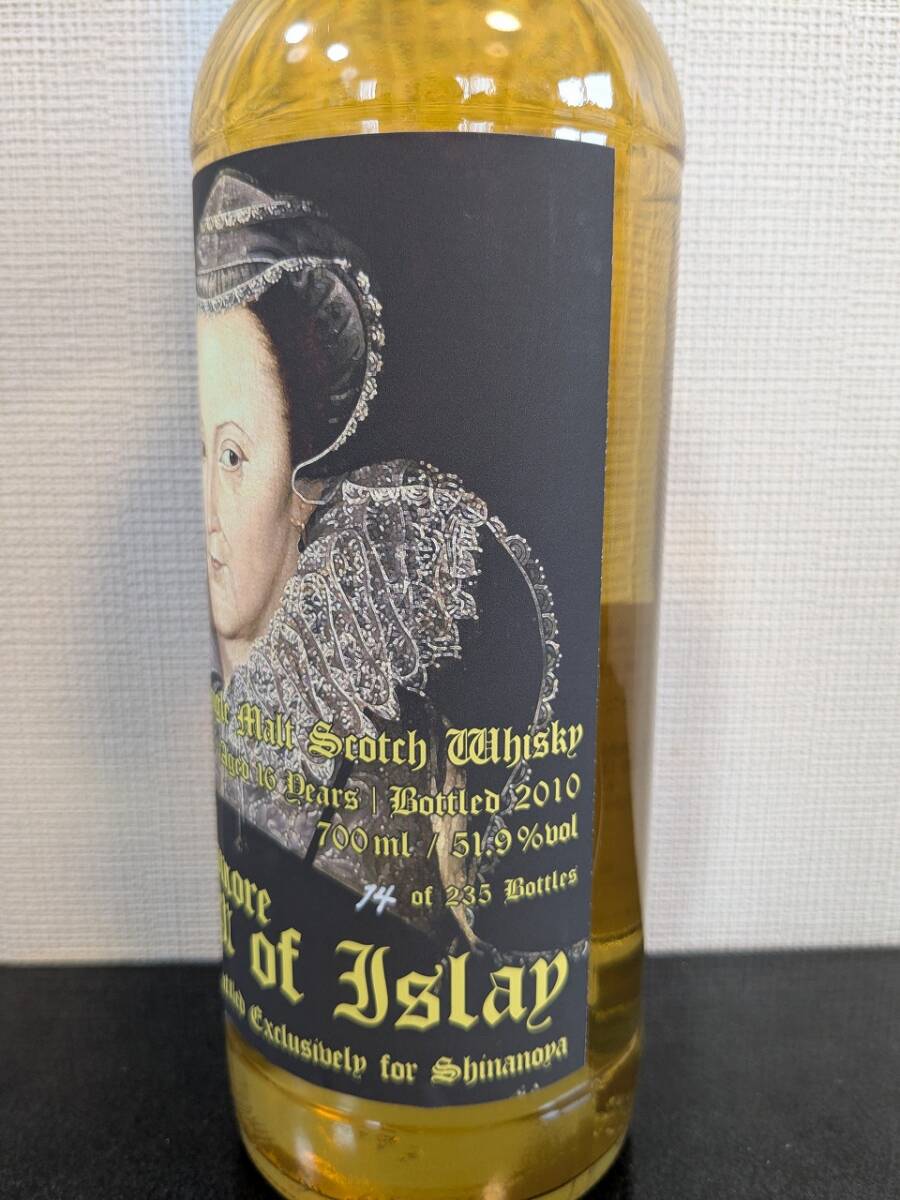 Malt Scotch Whisky
Aged 16 Years | Bottled 2010
700ml / 51.9%vol
74 of 235 Bottles
of Islay
Exclusively for Shinanoya